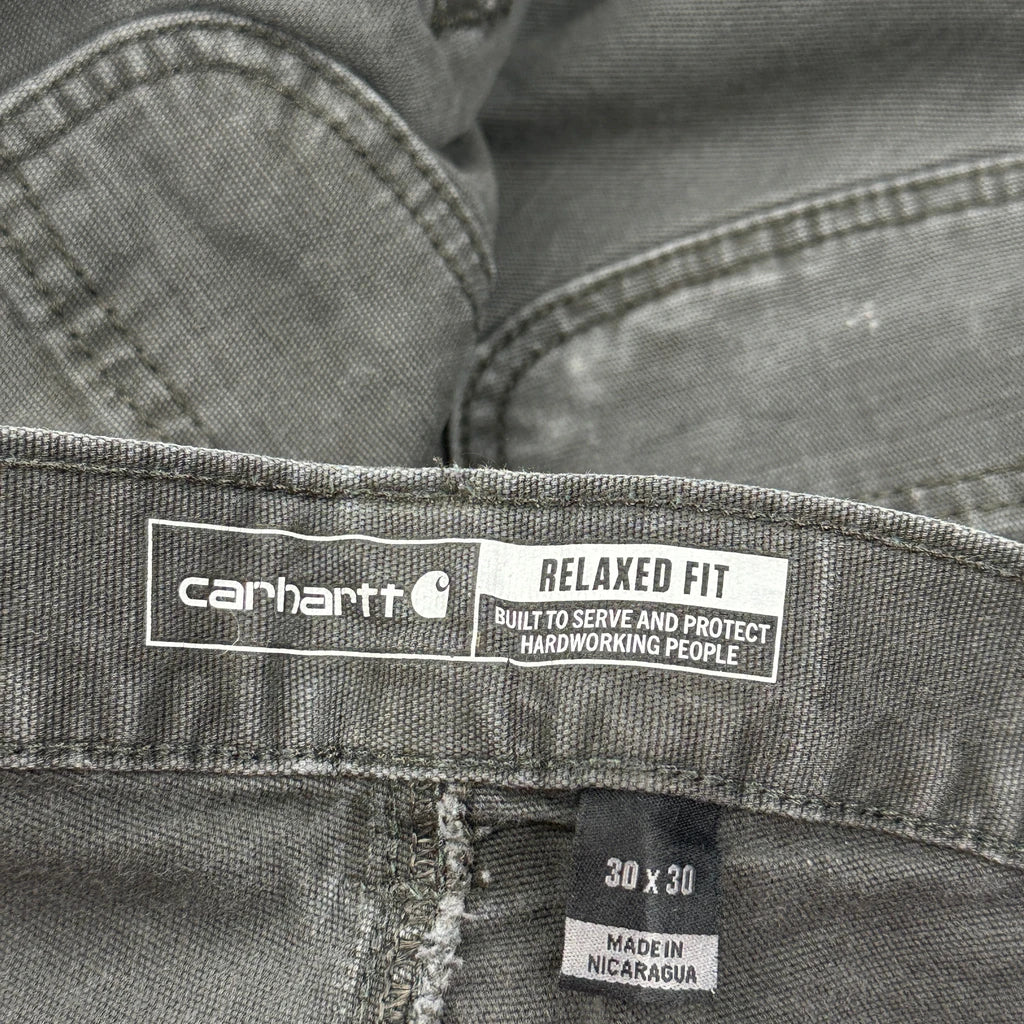 carhartt
RELAXED FIT
BUILT TO SERVE AND PROTECT
HARDWORKING PEOPLE
30 x 30
MADE IN
NICARAGUA